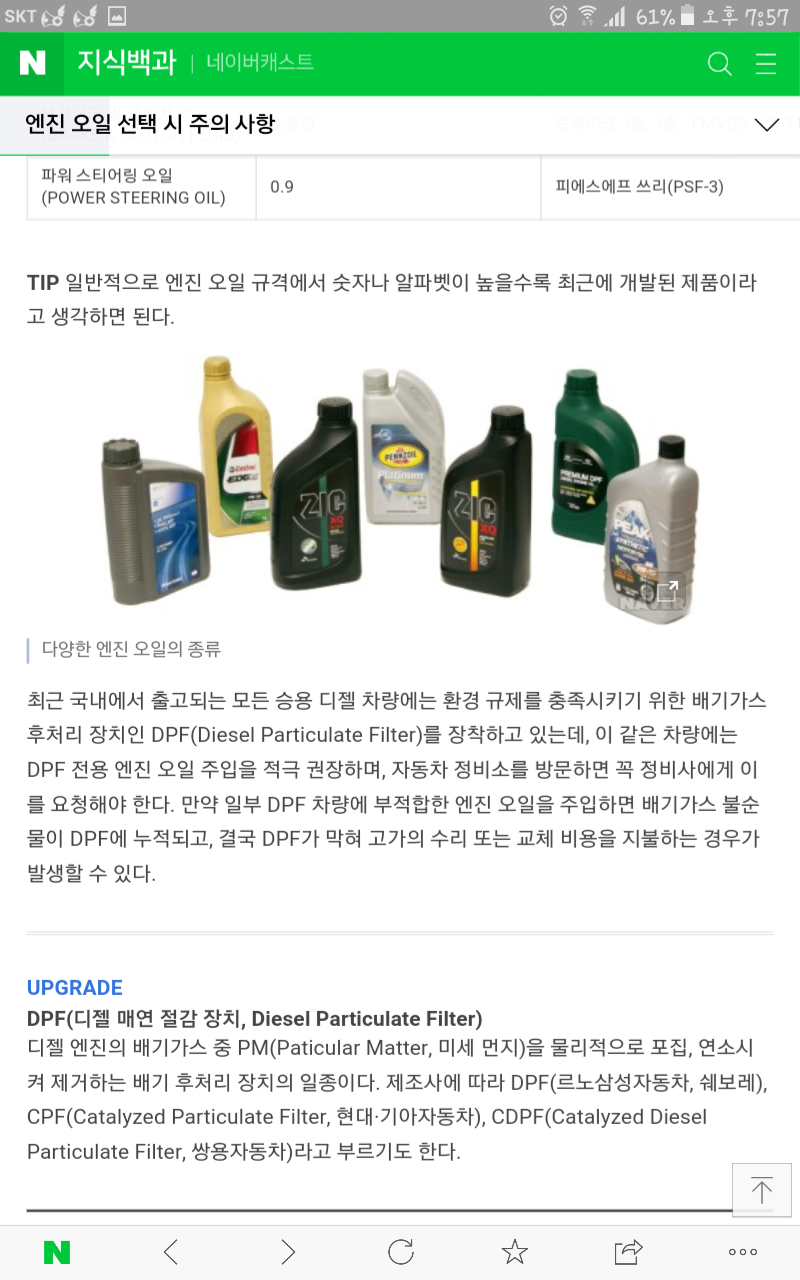 SKT 61% 오후 7:57
N 지식백과 | 네이버캐스트
엔진 오일 선택 시 주의 사항
파워 스티어링 오일
(POWER STEERING OIL)
0.9
피에스에프 쓰리(PSF-3)
TIP 일반적으로 엔진 오일 규격에서 숫자나 알파벳이 높을수록 최근에 개발된 제품이라
고 생각하면 된다.
Castrol
EDGE
ZIC
XQ
PENNZOIL
Platinum
ZIC
XQ
PREMIUM DPF
PEAK
SYNTHETIC
MOTOR OIL
NAVER
다양한 엔진 오일의 종류
최근 국내에서 출고되는 모든 승용 디젤 차량에는 환경 규제를 충족시키기 위한 배기가스
후처리 장치인 DPF(Diesel Particulate Filter)를 장착하고 있는데, 이 같은 차량에는
DPF 전용 엔진 오일 주입을 적극 권장하며, 자동차 정비소를 방문하면 꼭 정비사에게 이
를 요청해야 한다. 만약 일부 DPF 차량에 부적합한 엔진 오일을 주입하면 배기가스 불순
물이 DPF에 누적되고, 결국 DPF가 막혀 고가의 수리 또는 교체 비용을 지불하는 경우가
발생할 수 있다.
UPGRADE
DPF(디젤 매연 절감 장치, Diesel Particulate Filter)
디젤 엔진의 배기가스 중 PM(Paticular Matter, 미세 먼지)을 물리적으로 포집, 연소시
켜 제거하는 배기 후처리 장치의 일종이다. 제조사에 따라 DPF(르노삼성자동차, 쉐보레),
CPF(Catalyzed Particulate Filter, 현대·기아자동차), CDPF(Catalyzed Diesel
Particulate Filter, 쌍용자동차)라고 부르기도 한다.
N